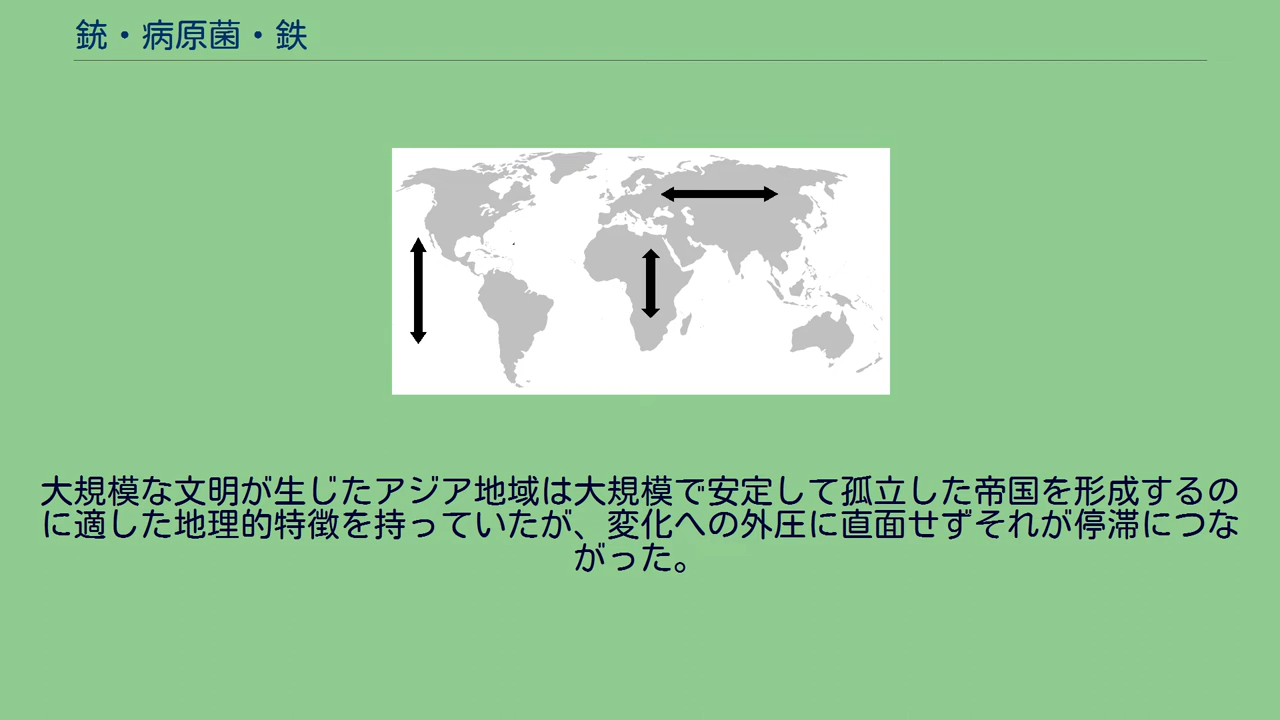 銃・病原菌・鉄
大規模な文明が生じたアジア地域は大規模で安定して孤立した帝国を形成するの
に適した地理的特徴を持っていたが、変化への外圧に直面せずそれが停滞につな
がった。